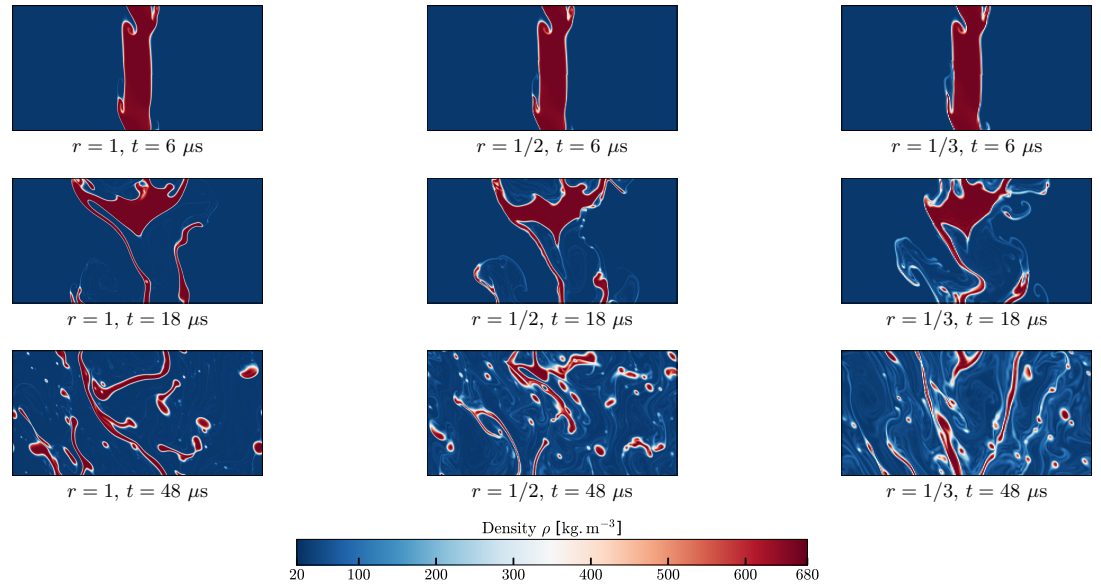 r = 1, t = 6 μs
r = 1/2, t = 6 μs
r = 1/3, t = 6 μs
r = 1, t = 18 μs
r = 1/2, t = 18 μs
r = 1/3, t = 18 μs
r = 1, t = 48 μs
r = 1/2, t = 48 μs
r = 1/3, t = 48 μs
Density ρ [kg.m⁻³]
20 100 200 300 400 500 600 680